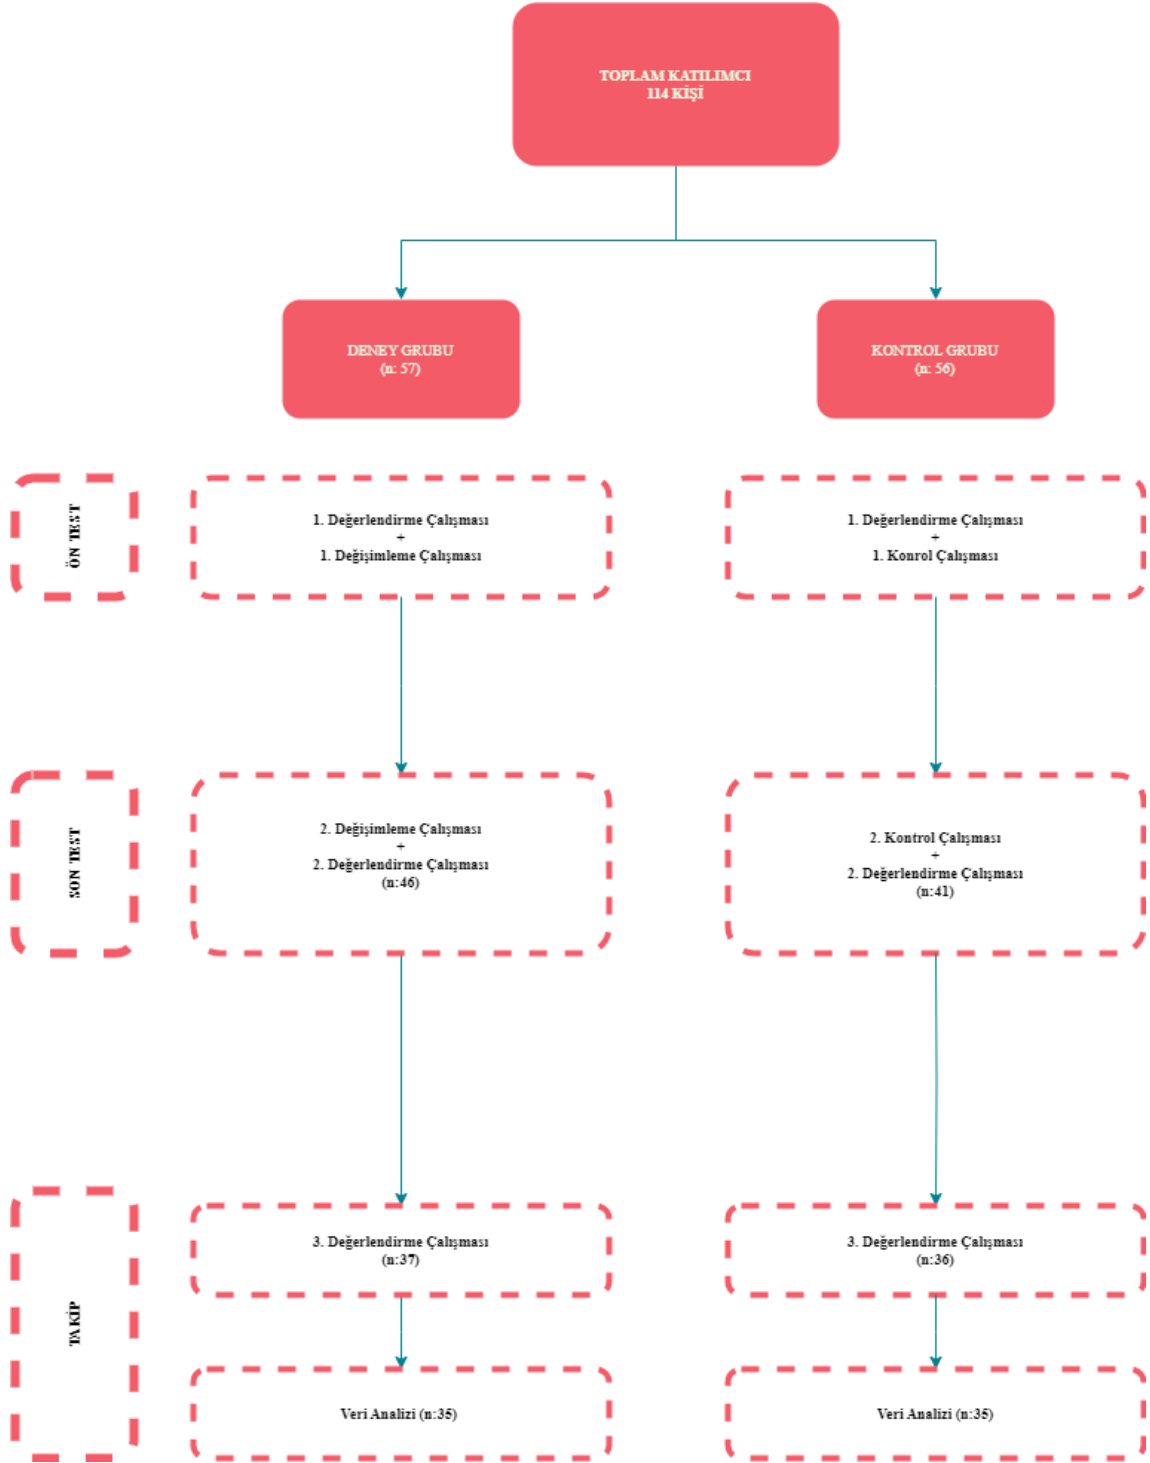 TOPLAM KATILIMCI
114 KİŞİ
DENEY GRUBU
(n: 57)
KONTROL GRUBU
(n: 56)
ÖN TEST
1. Değerlendirme Çalışması
+
1. Değişimleme Çalışması
1. Değerlendirme Çalışması
+
1. Konrol Çalışması
SON TEST
2. Değişimleme Çalışması
+
2. Değerlendirme Çalışması
(n:46)
2. Kontrol Çalışması
+
2. Değerlendirme Çalışması
(n:41)
TAKİP
3. Değerlendirme Çalışması
(n:37)
3. Değerlendirme Çalışması
(n:36)
Veri Analizi (n:35)
Veri Analizi (n:35)